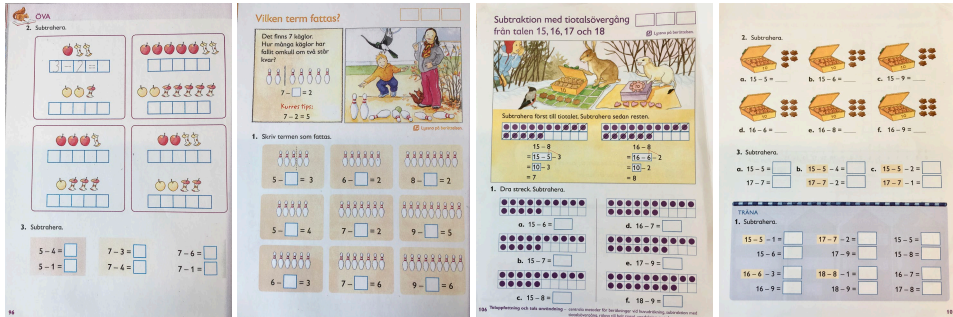 ÖVA
2. Subtrahera.
3 - 2 =
3. Subtrahera.
5 – 4 =
7 – 3 =
7 – 6 =
5 – 1 =
7 – 4 =
7 – 1 =
96
Vilken term fattas?
Det finns 7 käglor.
Hur många käglor har
fallit omkull om två står
kvar?
7 – = 2
Kurres tips:
7 – 2 = 5
Lyssna på berättelsen.
1. Skriv termen som fattas.
5 – = 3
6 – = 2
8 – = 2
5 – = 4
7 – = 2
9 – = 5
6 – = 3
7 – = 6
9 – = 6
Subtraktion med tiotalsövergång
från talen 15, 16, 17 och 18
Lyssna på berättelsen.
Subtrahera först till tiotalet. Subtrahera sedan resten.
15 – 8
= 15 – 5 – 3
= 10 – 3
= 7
16 – 8
= 16 – 6 – 2
= 10 – 2
= 8
1. Dra streck. Subtrahera.
a. 15 – 6 =
d. 16 – 7 =
b. 15 – 7 =
e. 17 – 9 =
c. 15 – 8 =
f. 18 – 9 =
106
2. Subtrahera.
10
10
10
a. 15 – 5 =
b. 15 – 6 =
c. 15 – 9 =
10
10
10
d. 16 – 6 =
e. 16 – 8 =
f. 16 – 9 =
3. Subtrahera.
a. 15 – 5 =
b. 15 – 5 – 4 =
c. 15 – 5 – 2 =
17 – 7 =
17 – 7 – 2 =
17 – 7 – 1 =
TRÄNA
1. Subtrahera.
15 – 5 – 1 =
17 – 7 – 2 =
15 – 5 =
15 – 6 =
17 – 9 =
15 – 8 =
16 – 6 – 3 =
18 – 8 – 1 =
16 – 7 =
16 – 9 =
18 – 9 =
17 – 8 =